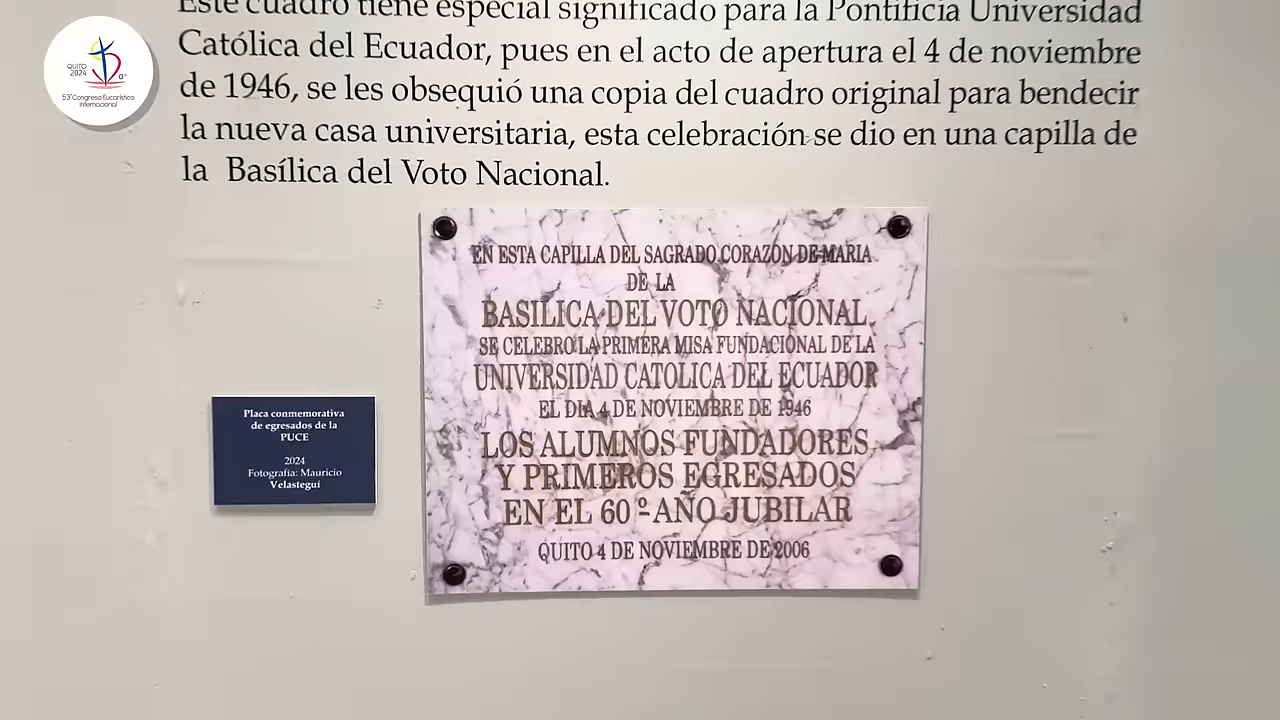 Este cuadro tiene especial significado para la Pontificia Universidad
Católica del Ecuador, pues en el acto de apertura el 4 de noviembre
de 1946, se les obsequió una copia del cuadro original para bendecir
la nueva casa universitaria, esta celebración se dio en una capilla de
la Basílica del Voto Nacional.
QUITO
2024
53°Congreso Eucarístico
Internacional
EN ESTA CAPILLA DEL SAGRADO CORAZON DE MARIA
DE LA
BASILICA DEL VOTO NACIONAL
SE CELEBRO LA PRIMERA MISA FUNDACIONAL DE LA
UNIVERSIDAD CATOLICA DEL ECUADOR
EL DIA 4 DE NOVIEMBRE DE 1946
LOS ALUMNOS FUNDADORES
Y PRIMEROS EGRESADOS
EN EL 60º AÑO JUBILAR
QUITO 4 DE NOVIEMBRE DE 2006
Placa conmemorativa
de egresados de la
PUCE
2024
Fotografía: Mauricio
Velasteguí